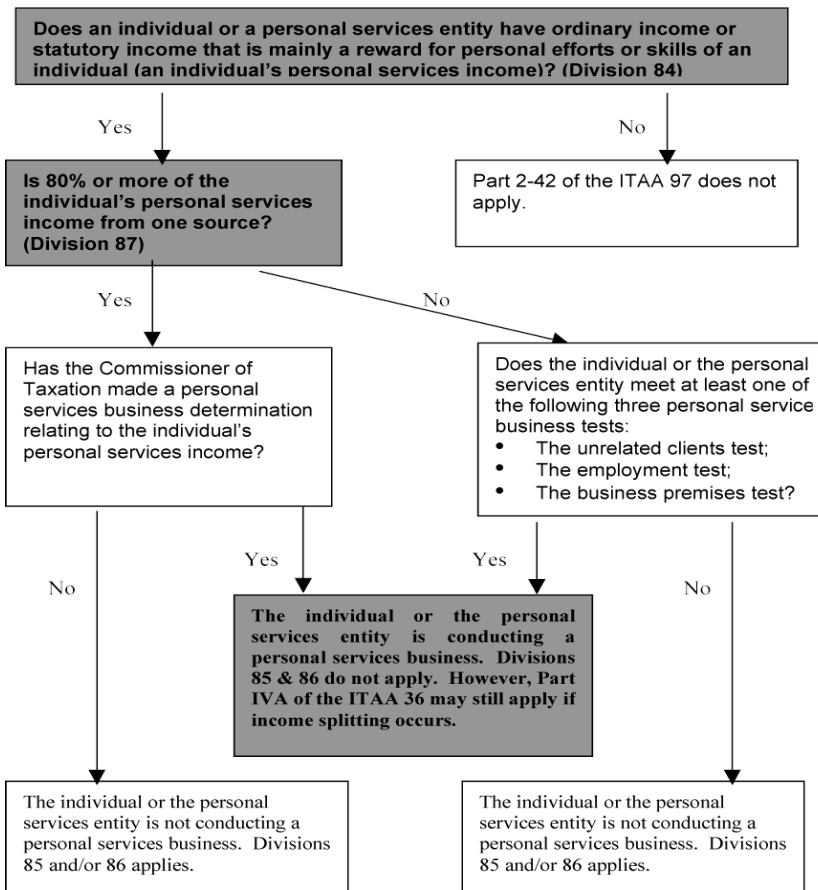 Does an individual or a personal services entity have ordinary income or
statutory income that is mainly a reward for personal efforts or skills of an
individual (an individual's personal services income)? (Division 84)
Yes
No
Is 80% or more of the
individual's personal services
income from one source?
(Division 87)
Part 2-42 of the ITAA 97 does not
apply.
Yes
No
Has the Commissioner of
Taxation made a personal
services business determination
relating to the individual's
personal services income?
Does the individual or the personal
services entity meet at least one of
the following three personal service
business tests:
• The unrelated clients test;
• The employment test;
• The business premises test?
No
Yes
Yes
No
The individual or the personal
services entity is conducting a
personal services business. Divisions
85 & 86 do not apply. However, Part
IVA of the ITAA 36 may still apply if
income splitting occurs.
The individual or the personal
services entity is not conducting a
personal services business. Divisions
85 and/or 86 applies.
The individual or the personal
services entity is not conducting a
personal services business. Divisions
85 and/or 86 applies.